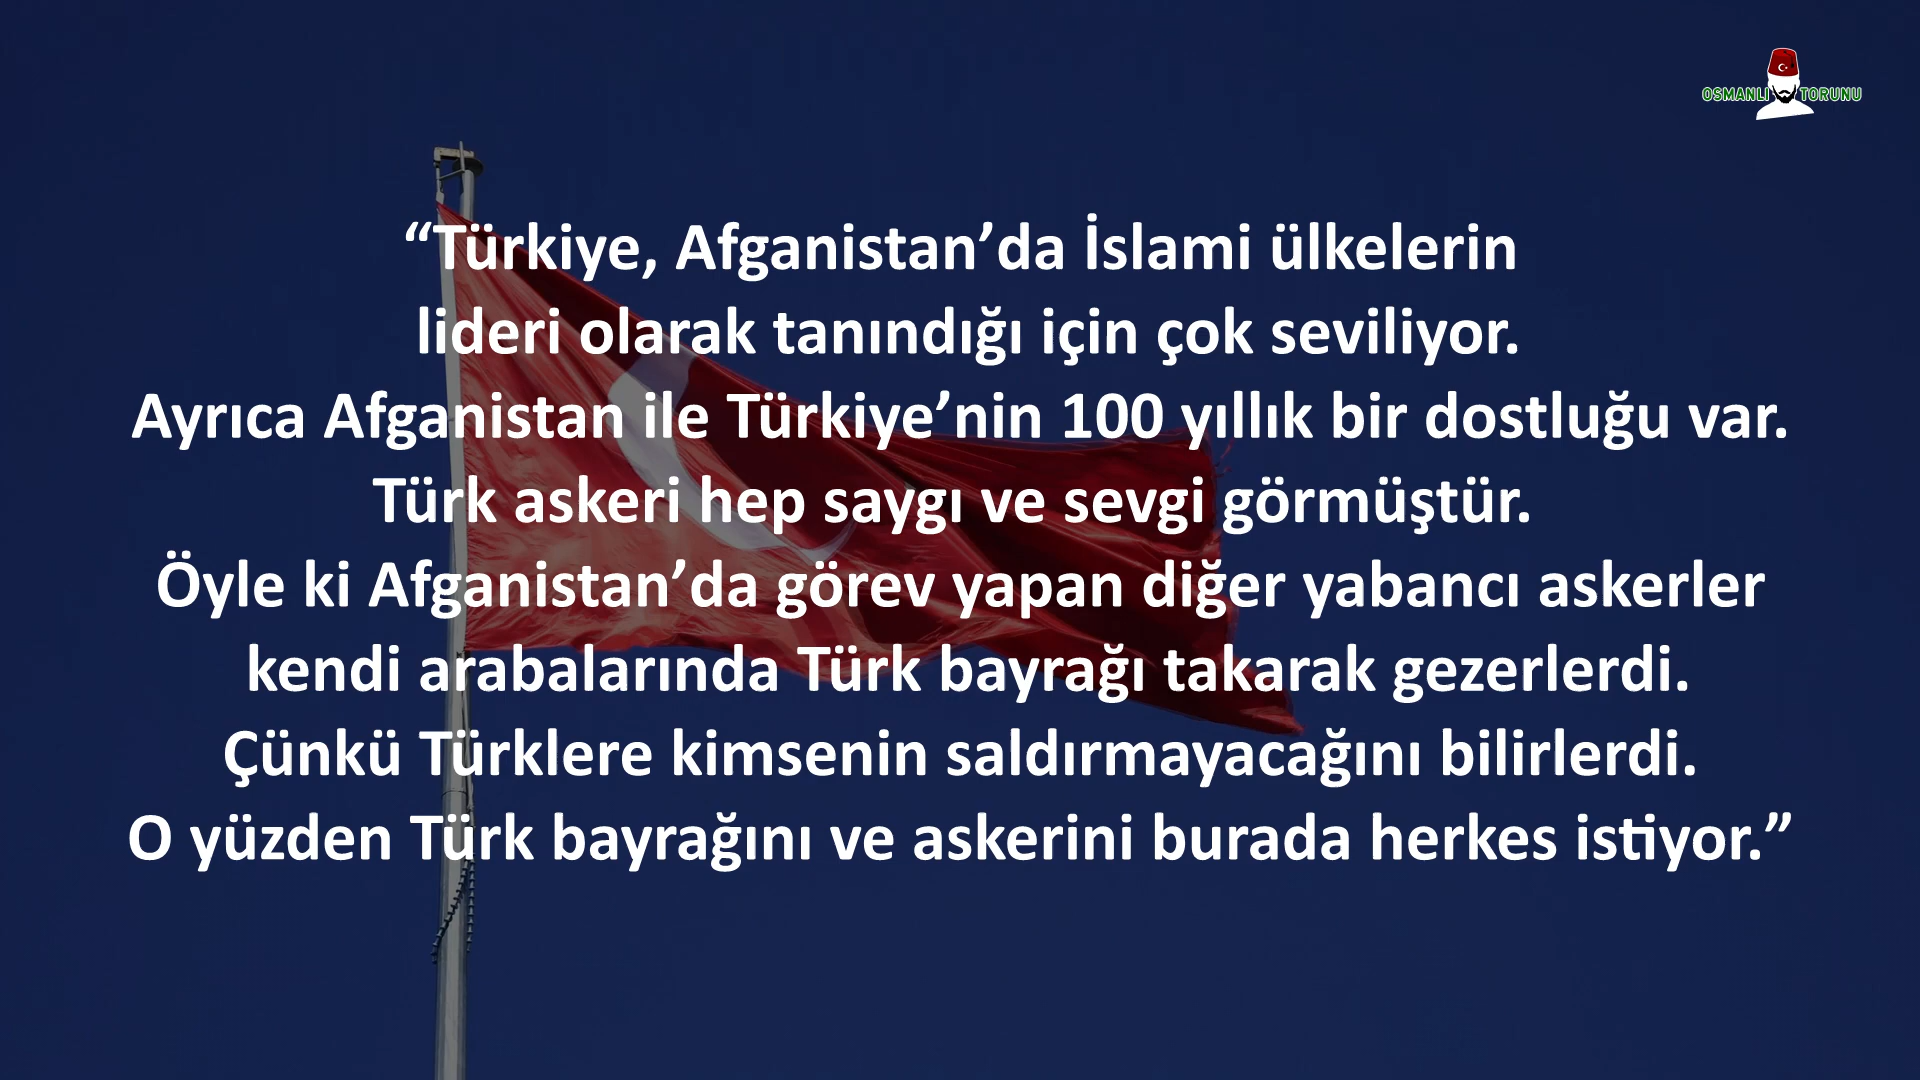 OSMANLI TORUNU
“Türkiye, Afganistan’da İslami ülkelerin
lideri olarak tanındığı için çok seviliyor.
Ayrıca Afganistan ile Türkiye’nin 100 yıllık bir dostluğu var.
Türk askeri hep saygı ve sevgi görmüştür.
Öyle ki Afganistan’da görev yapan diğer yabancı askerler
kendi arabalarında Türk bayrağı takarak gezerlerdi.
Çünkü Türklere kimsenin saldırmayacağını bilirlerdi.
O yüzden Türk bayrağını ve askerini burada herkes istiyor.”